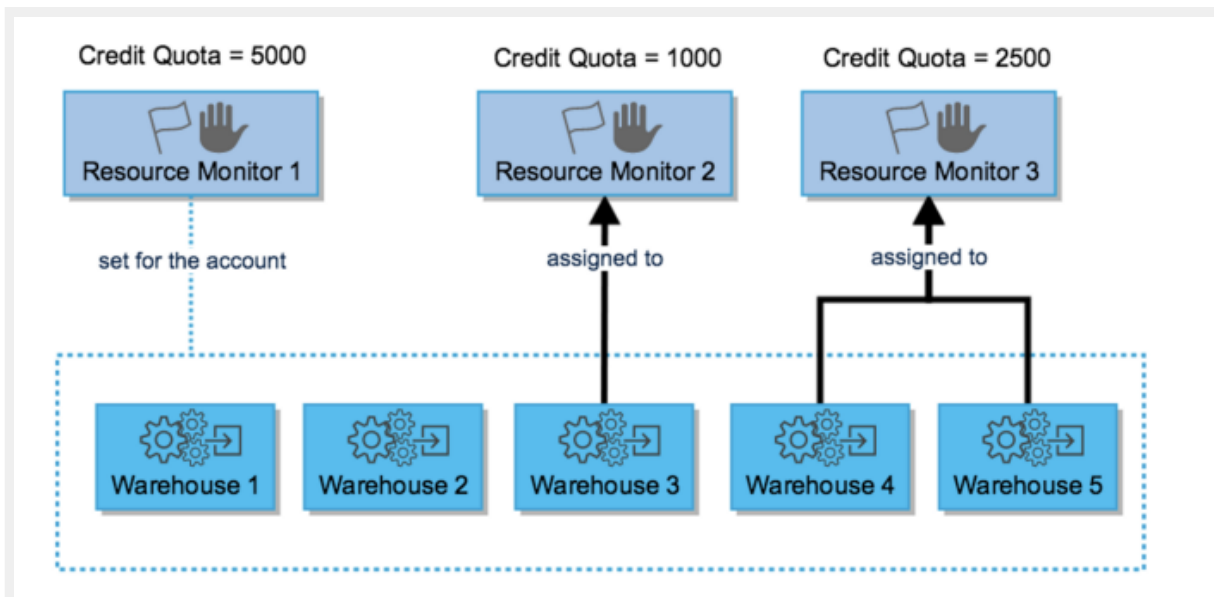 Credit Quota = 5000
Credit Quota = 1000
Credit Quota = 2500
Resource Monitor 1
Resource Monitor 2
Resource Monitor 3
set for the account
assigned to
assigned to
Warehouse 1
Warehouse 2
Warehouse 3
Warehouse 4
Warehouse 5